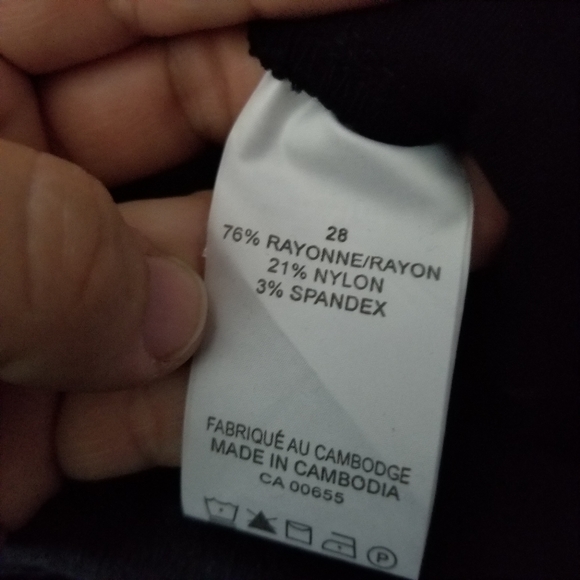 28
76% RAYONNE/RAYON
21% NYLON
3% SPANDEX
FABRIQUÉ AU CAMBODGE
MADE IN CAMBODIA
CA 00655
P